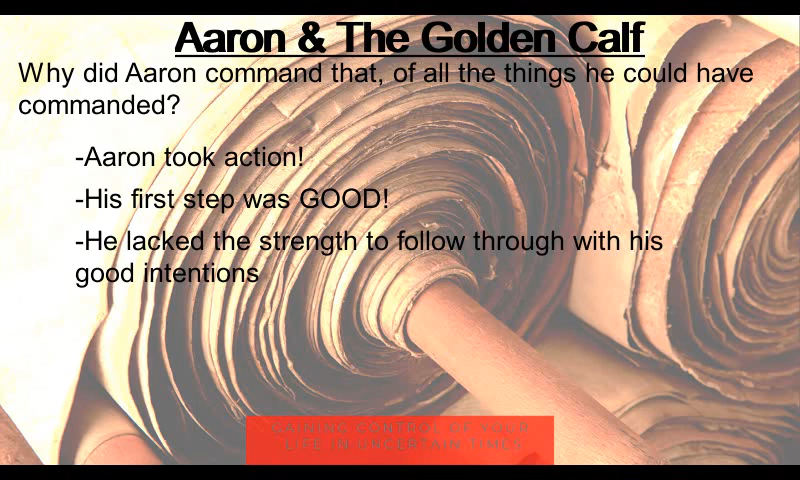 Aaron & The Golden Calf
Why did Aaron command that, of all the things he could have
commanded?
-Aaron took action!
-His first step was GOOD!
-He lacked the strength to follow through with his
good intentions
GAINING CONTROL OF YOUR
LIFE IN UNCERTAIN TIMES